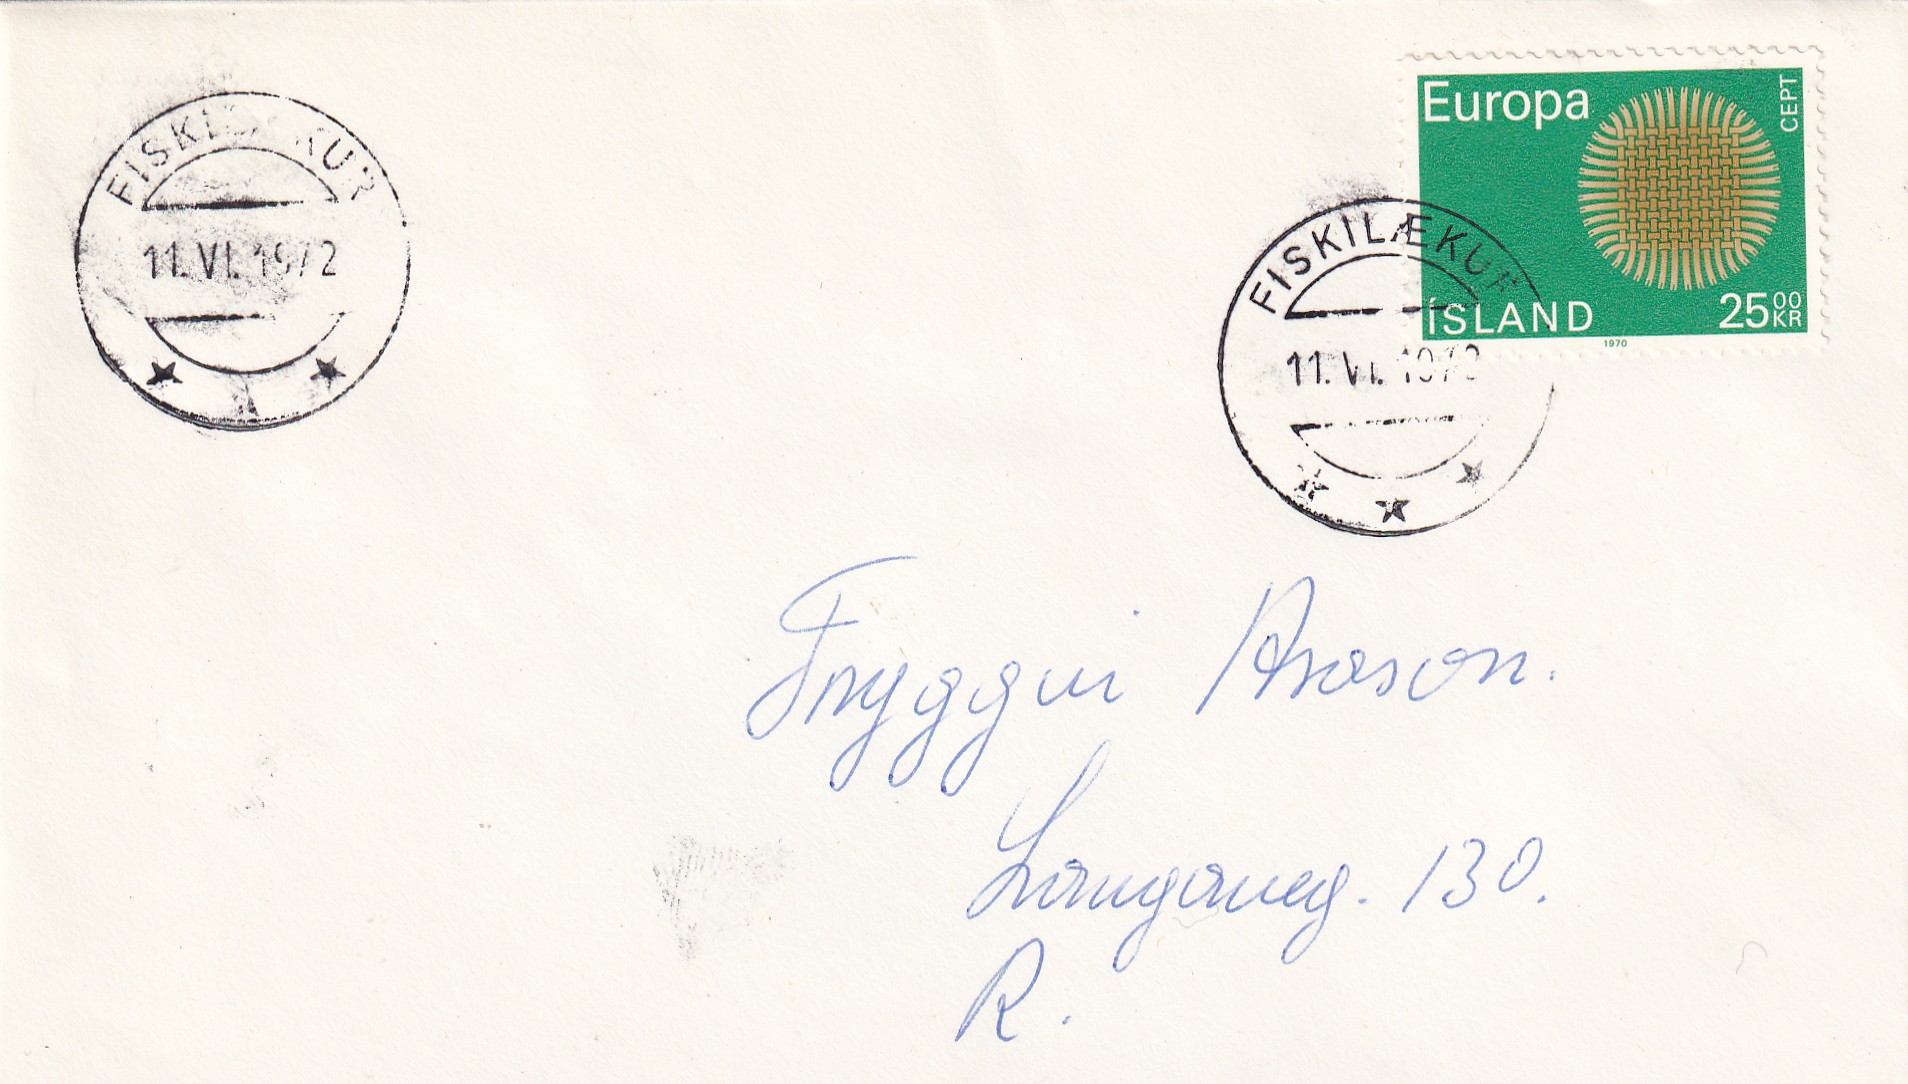 FISKILÆKUR
11. VI. 1972
Europa
CEPT
ÍSLAND
25 00 KR
1970
FISKILÆKUR
11. VI. 1972
Tryggvi Arason.
Laugaveg. 130.
R.